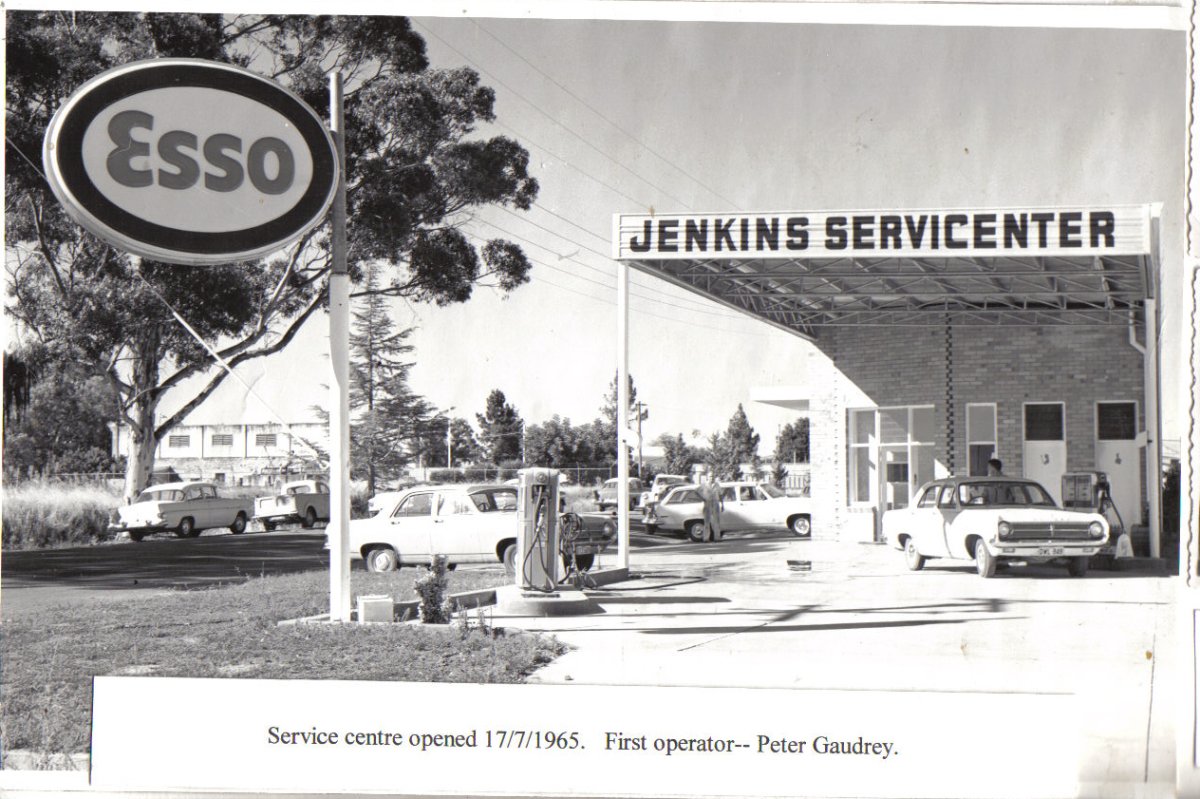 Esso
JENKINS SERVICENTER
Service centre opened 17/7/1965. First operator-- Peter Gaudrey.